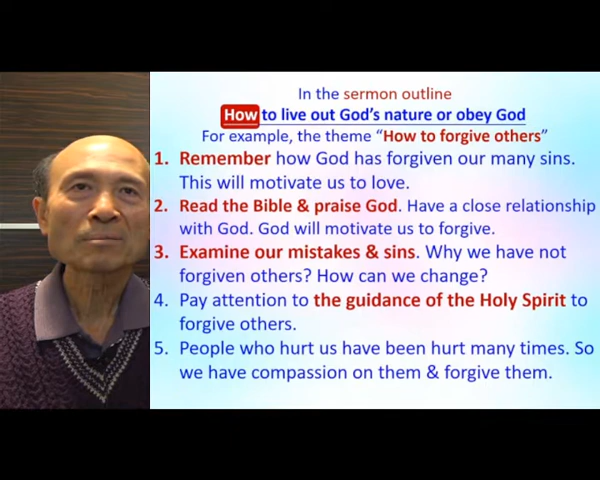 In the sermon outline
How to live out God's nature or obey God
For example, the theme "How to forgive others"
1. Remember how God has forgiven our many sins.
This will motivate us to love.
2. Read the Bible & praise God. Have a close relationship
with God. God will motivate us to forgive.
3. Examine our mistakes & sins. Why we have not
forgiven others? How can we change?
4. Pay attention to the guidance of the Holy Spirit to
forgive others.
5. People who hurt us have been hurt many times. So
we have compassion on them & forgive them.